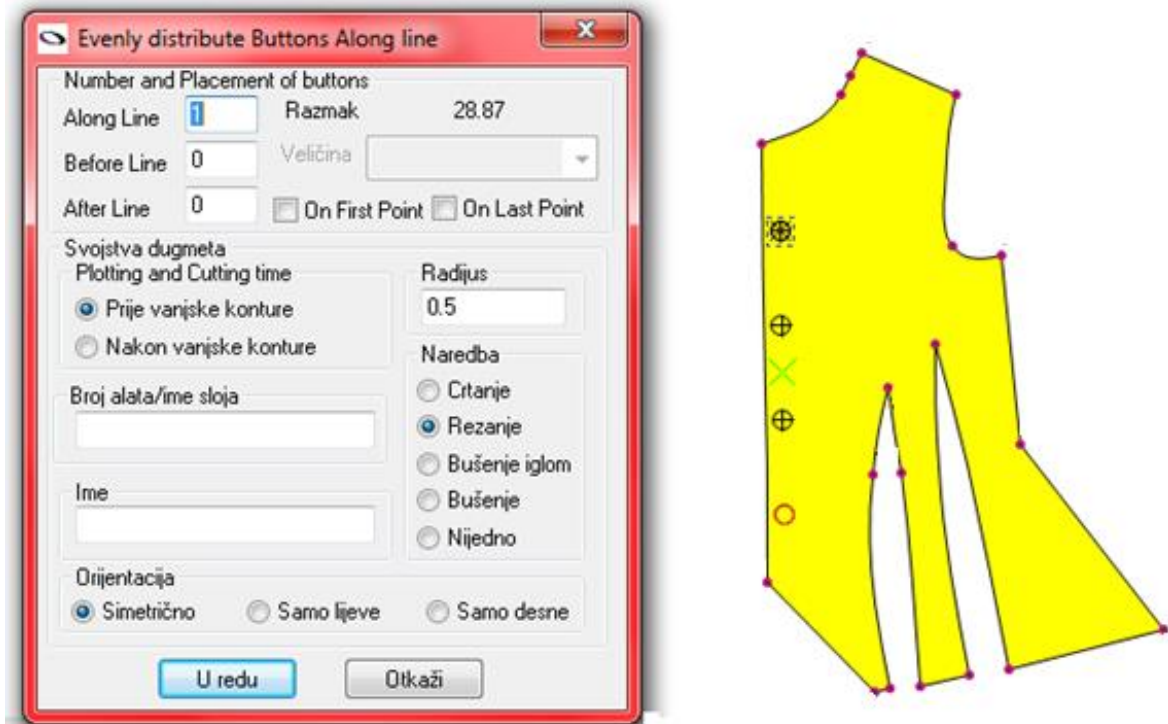 Evenly distribute Buttons Along line
Number and Placement of buttons
Along Line 1 Razmak 28.87
Before Line 0 Veličina
After Line 0 On First Point On Last Point
Svojstva dugmeta
Plotting and Cutting time
Prije vanjske konture
Nakon vanjske konture
Radijus
0.5
Broj alata/ime sloja
Ime
Naredba
Crtanje
Rezanje
Bušenje iglom
Bušenje
Nijedno
Orijentacija
Simetrično Samo lijeve Samo desne
U redu Otkaži